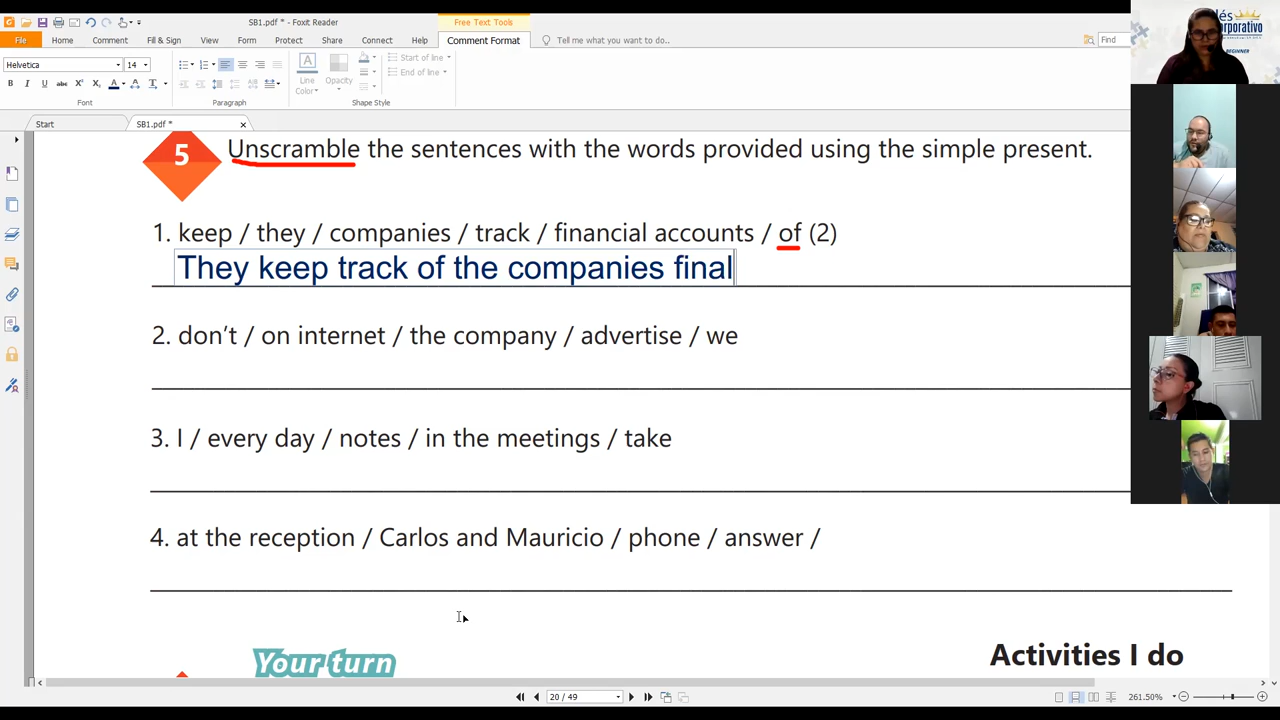 SB1.pdf * - Foxit Reader
Free Text Tools
File Home Comment Fill & Sign View Form Protect Share Connect Help Comment Format Tell me what you want to do.. Find
Helvetica 14
Line Color
Opacity
Start of line
End of line
Font Paragraph Shape Style
Start SB1.pdf *
BEGINNER
5 Unscramble the sentences with the words provided using the simple present.
1. keep / they / companies / track / financial accounts / of (2)
They keep track of the companies final
2. don't / on internet / the company / advertise / we
3. I / every day / notes / in the meetings / take
4. at the reception / Carlos and Mauricio / phone / answer /
Your turn
Activities I do
20 / 49
261.50%